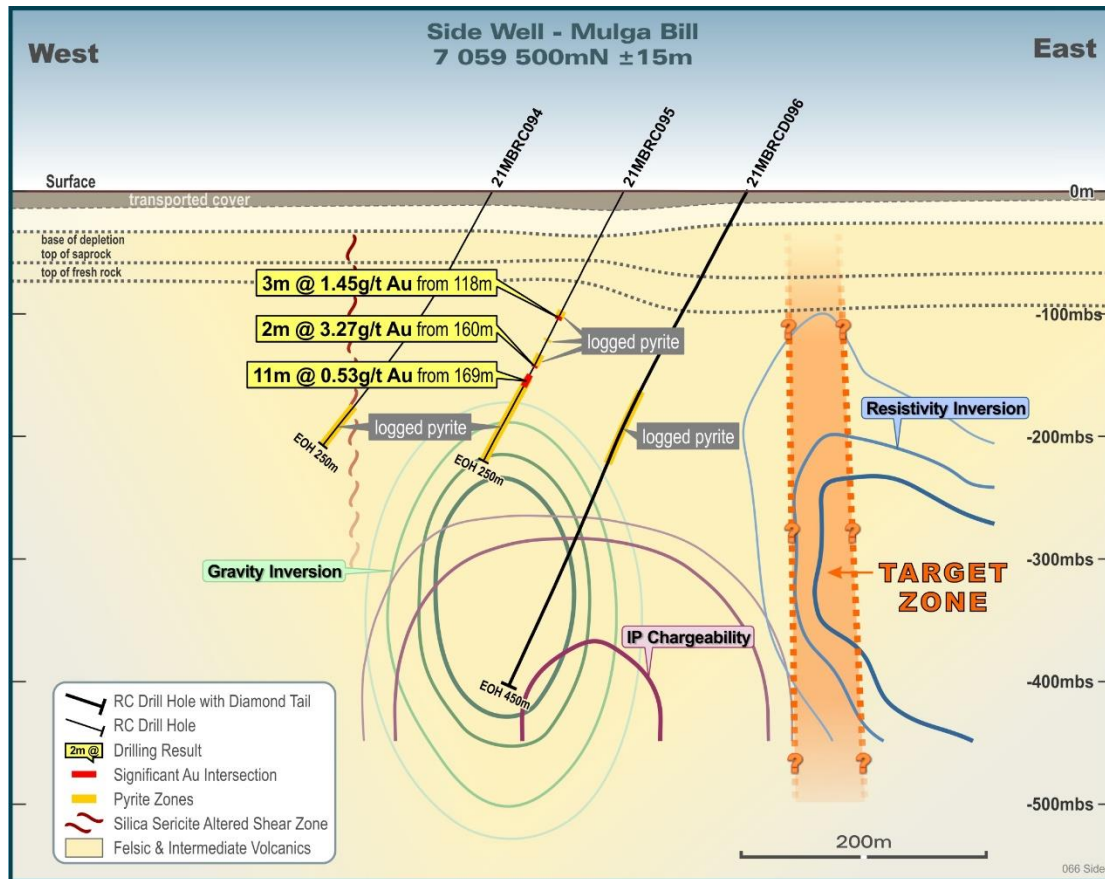 Side Well - Mulga Bill
7 059 500mN ±15m
West
East
21MBRC094
21MBRC095
21MBRCD096
Surface
0m
transported cover
base of depletion
top of saprock
top of fresh rock
3m @ 1.45g/t Au from 118m
2m @ 3.27g/t Au from 160m
11m @ 0.53g/t Au from 169m
logged pyrite
logged pyrite
logged pyrite
-100mbs
-200mbs
-300mbs
-400mbs
-500mbs
EOH 250m
EOH 250m
EOH 450m
Resistivity Inversion
Gravity Inversion
IP Chargeability
TARGET
ZONE
?
?
?
?
?
?
RC Drill Hole with Diamond Tail
RC Drill Hole
2m @
Drilling Result
Significant Au Intersection
Pyrite Zones
Silica Sericite Altered Shear Zone
Felsic & Intermediate Volcanics
200m
066 Side